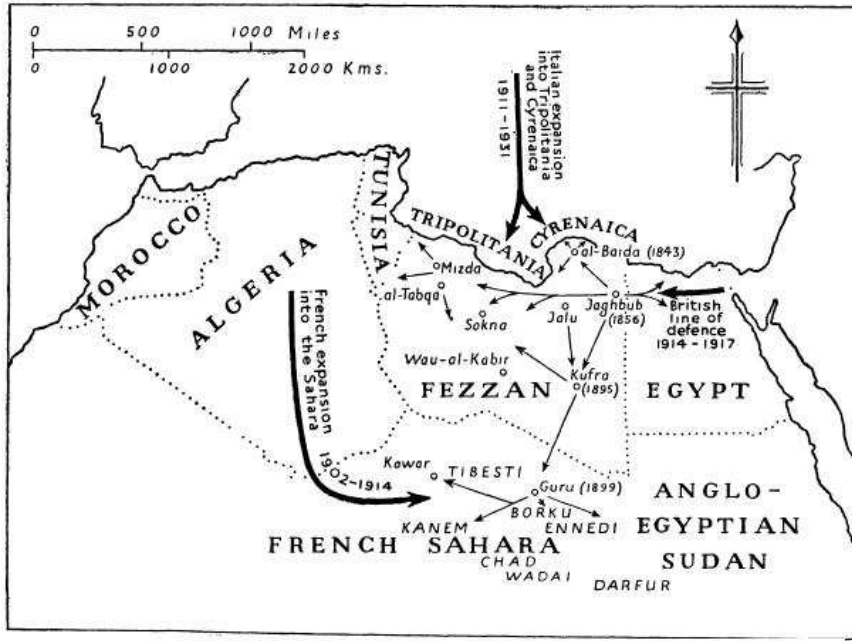 0 500 1000 Miles
0 1000 2000 Kms.
Italian expansion
into Tripolitania
and Cyrenaica
1911-1931
TUNISIA
TRIPOLITANIA
CYRENAICA
al-Baida (1843)
MOROCCO
ALGERIA
Mizda
al-Tabqa
Sokna
Jalu
Jaghbub
(1856)
British
line of
defence
1914-1917
French expansion
into the Sahara
1902-1914
Wau-al-Kabir
Kufra
(1895)
FEZZAN
EGYPT
Kawar
TIBESTI
Guru (1899)
BORKU
ENNEDI
KANEM
ANGLO-
EGYPTIAN
SUDAN
FRENCH SAHARA
CHAD
WADAI
DARFUR